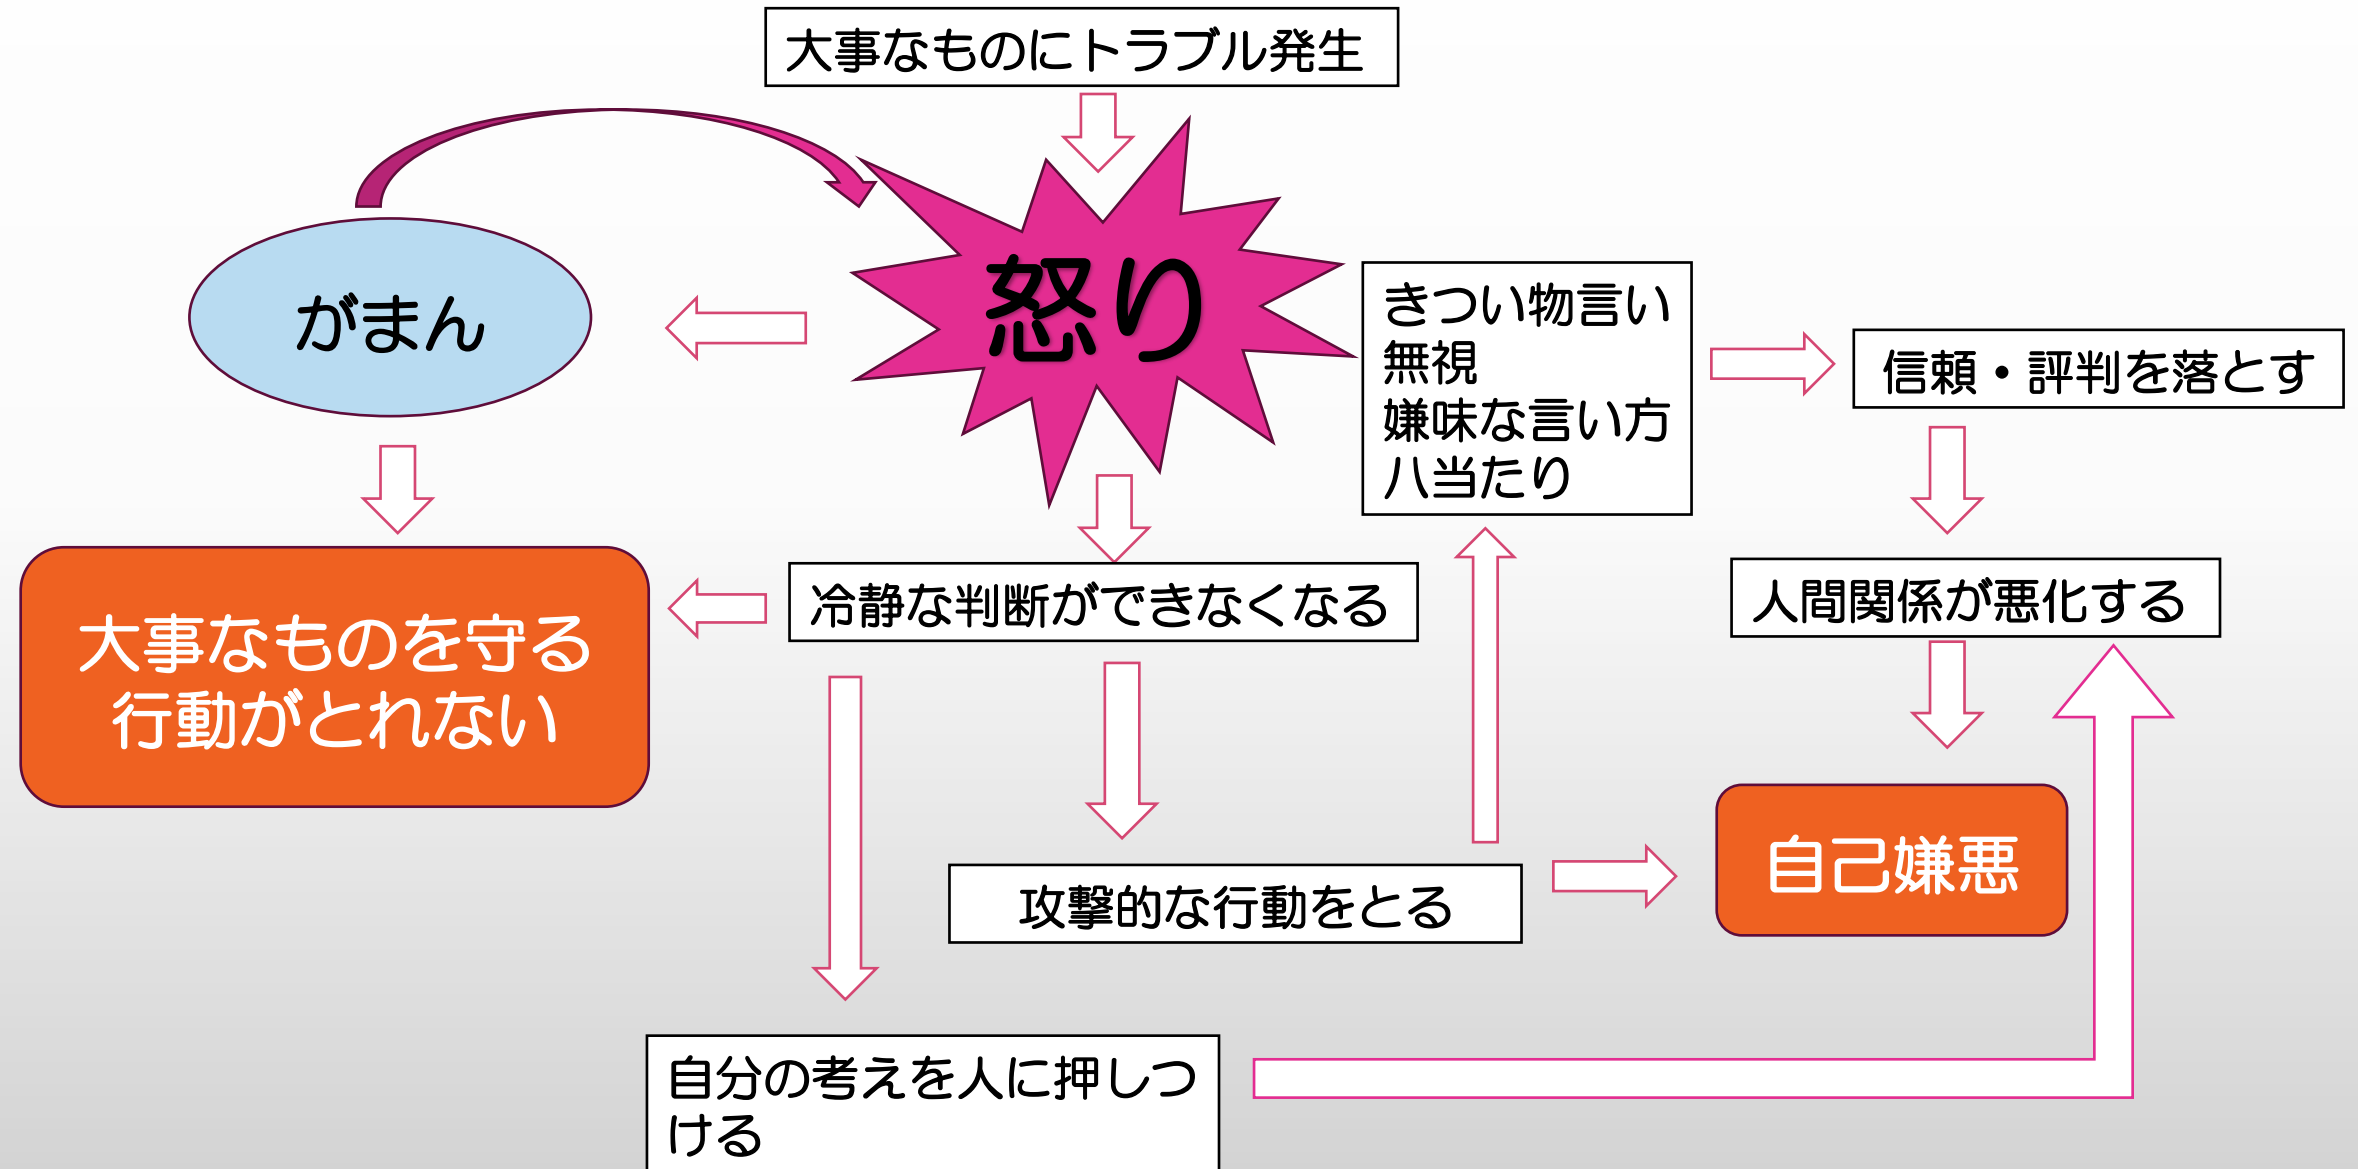 大事なものにトラブル発生
怒り
がまん
きつい物言い
無視
嫌味な言い方
八当たり
信頼・評判を落とす
冷静な判断ができなくなる
人間関係が悪化する
大事なものを守る
行動がとれない
攻撃的な行動をとる
自己嫌悪
自分の考えを人に押しつ
ける